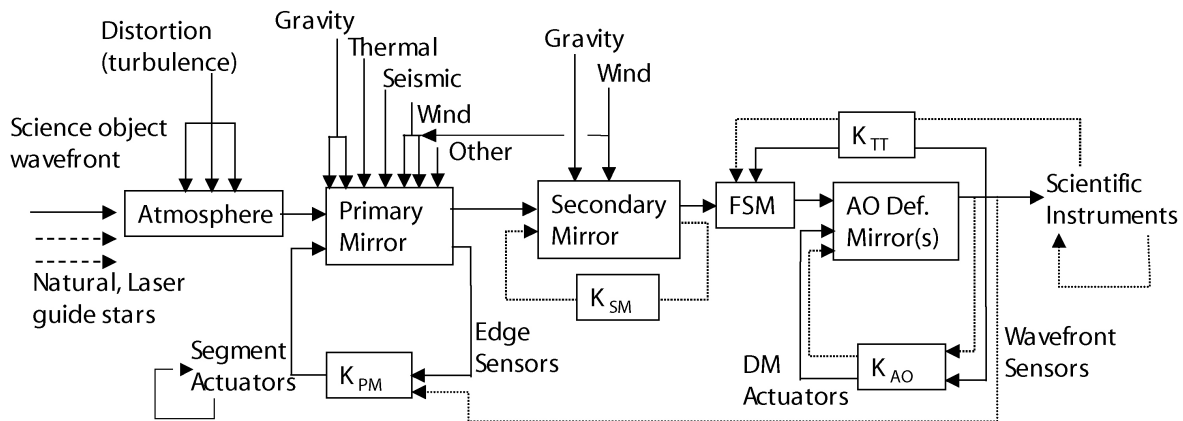 Distortion
(turbulence)
Gravity
Thermal
Seismic
Wind
Other
Gravity
Wind
Science object
wavefront
Atmosphere
Primary
Mirror
Secondary
Mirror
FSM
AO Def.
Mirror(s)
K TT
Scientific
Instruments
Natural, Laser
guide stars
K SM
Segment
Actuators
K PM
Edge
Sensors
DM
Actuators
K AO
Wavefront
Sensors